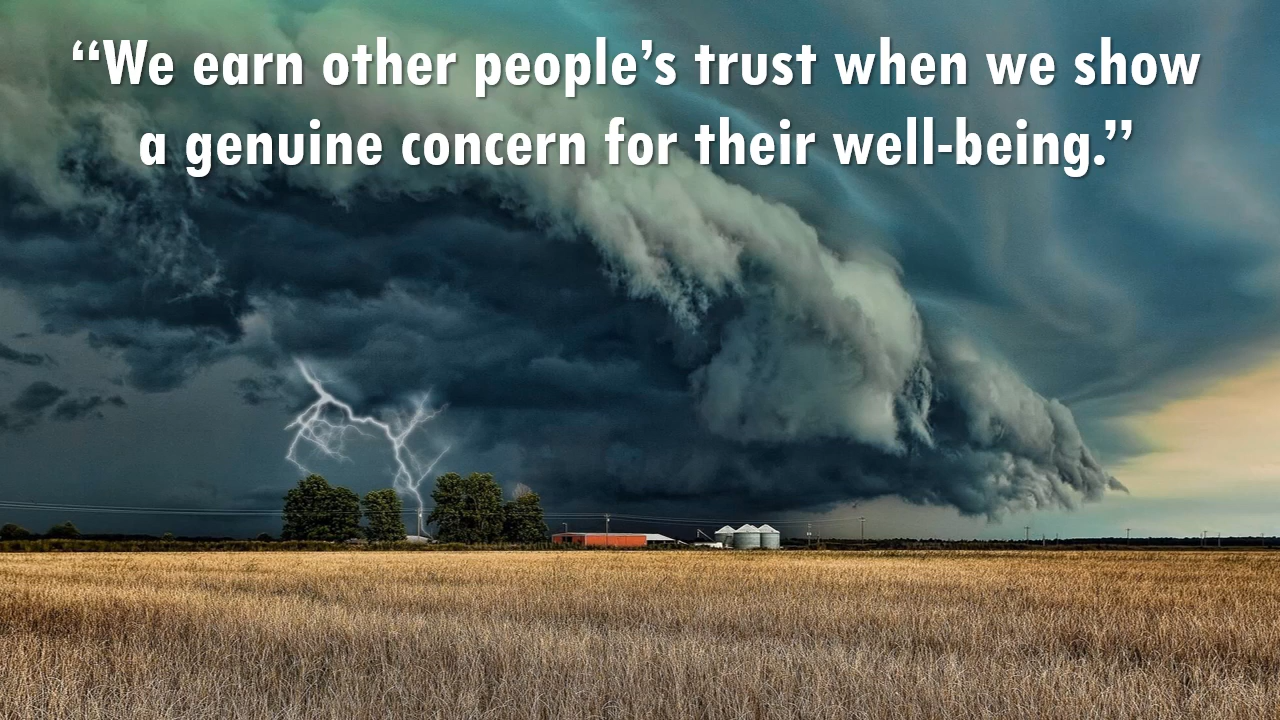 “We earn other people’s trust when we show
a genuine concern for their well-being.”